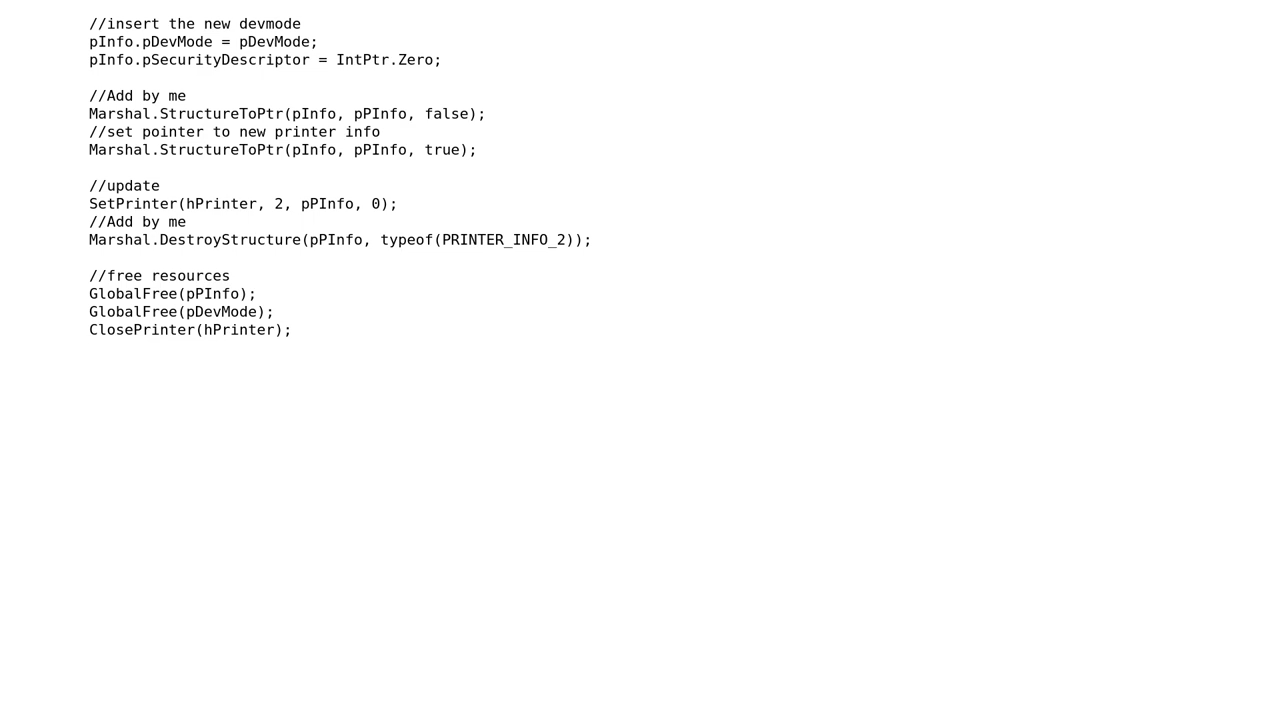 //insert the new devmode
pInfo.pDevMode = pDevMode;
pInfo.pSecurityDescriptor = IntPtr.Zero;
//Add by me
Marshal.StructureToPtr(pInfo, pPInfo, false);
//set pointer to new printer info
Marshal.StructureToPtr(pInfo, pPInfo, true);
//update
SetPrinter(hPrinter, 2, pPInfo, 0);
//Add by me
Marshal.DestroyStructure(pPInfo, typeof(PRINTER_INFO_2));
//free resources
GlobalFree(pPInfo);
GlobalFree(pDevMode);
ClosePrinter(hPrinter);